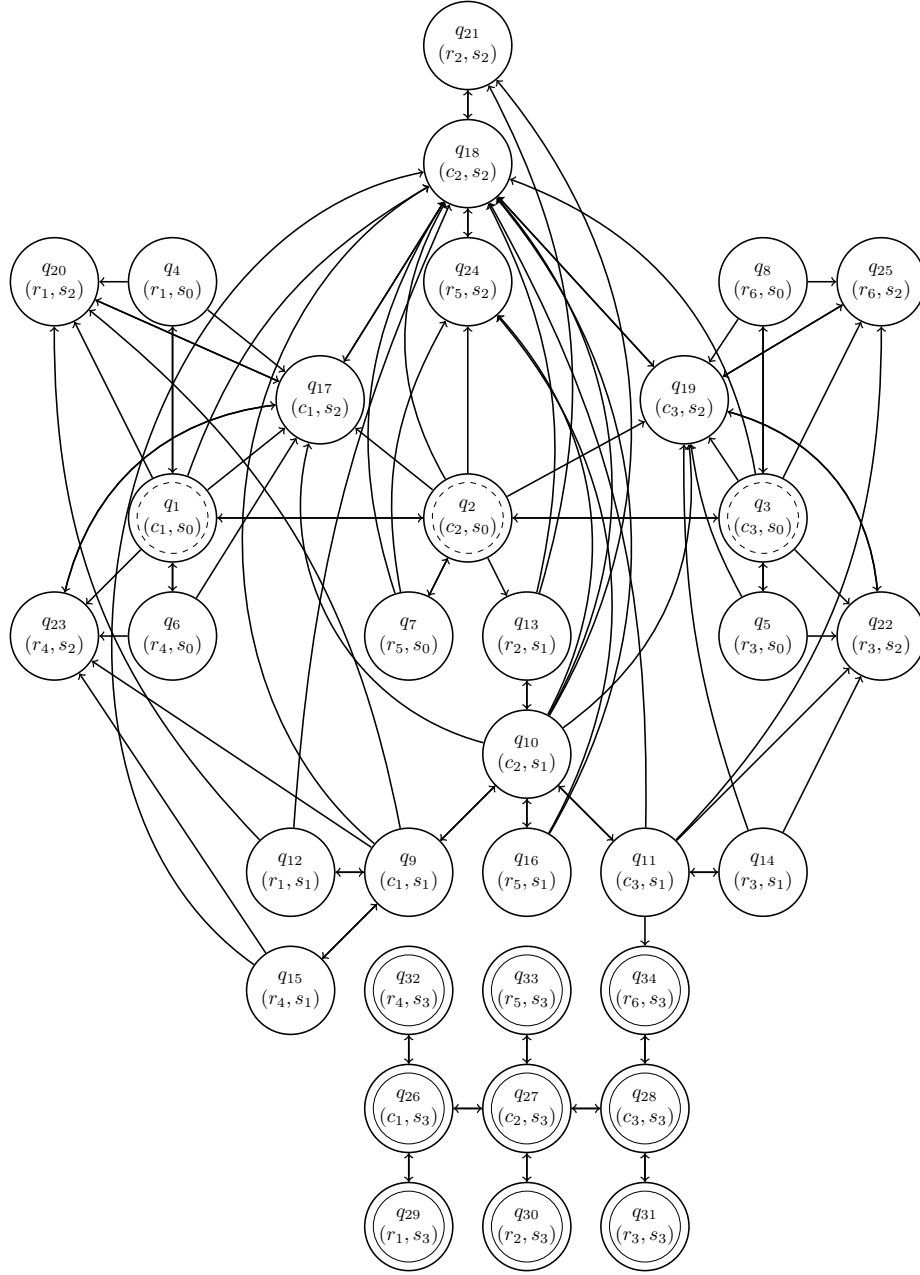 q21
(r2, s2)
q18
(c2, s2)
q20
(r1, s2)
q4
(r1, s0)
q24
(r5, s2)
q8
(r6, s0)
q25
(r6, s2)
q17
(c1, s2)
q19
(c3, s2)
q1
(c1, s0)
q2
(c2, s0)
q3
(c3, s0)
q23
(r4, s2)
q6
(r4, s0)
q7
(r5, s0)
q13
(r2, s1)
q5
(r3, s0)
q22
(r3, s2)
q10
(c2, s1)
q12
(r1, s1)
q9
(c1, s1)
q16
(r5, s1)
q11
(c3, s1)
q14
(r3, s1)
q15
(r4, s1)
q32
(r4, s3)
q33
(r5, s3)
q34
(r6, s3)
q26
(c1, s3)
q27
(c2, s3)
q28
(c3, s3)
q29
(r1, s3)
q30
(r2, s3)
q31
(r3, s3)